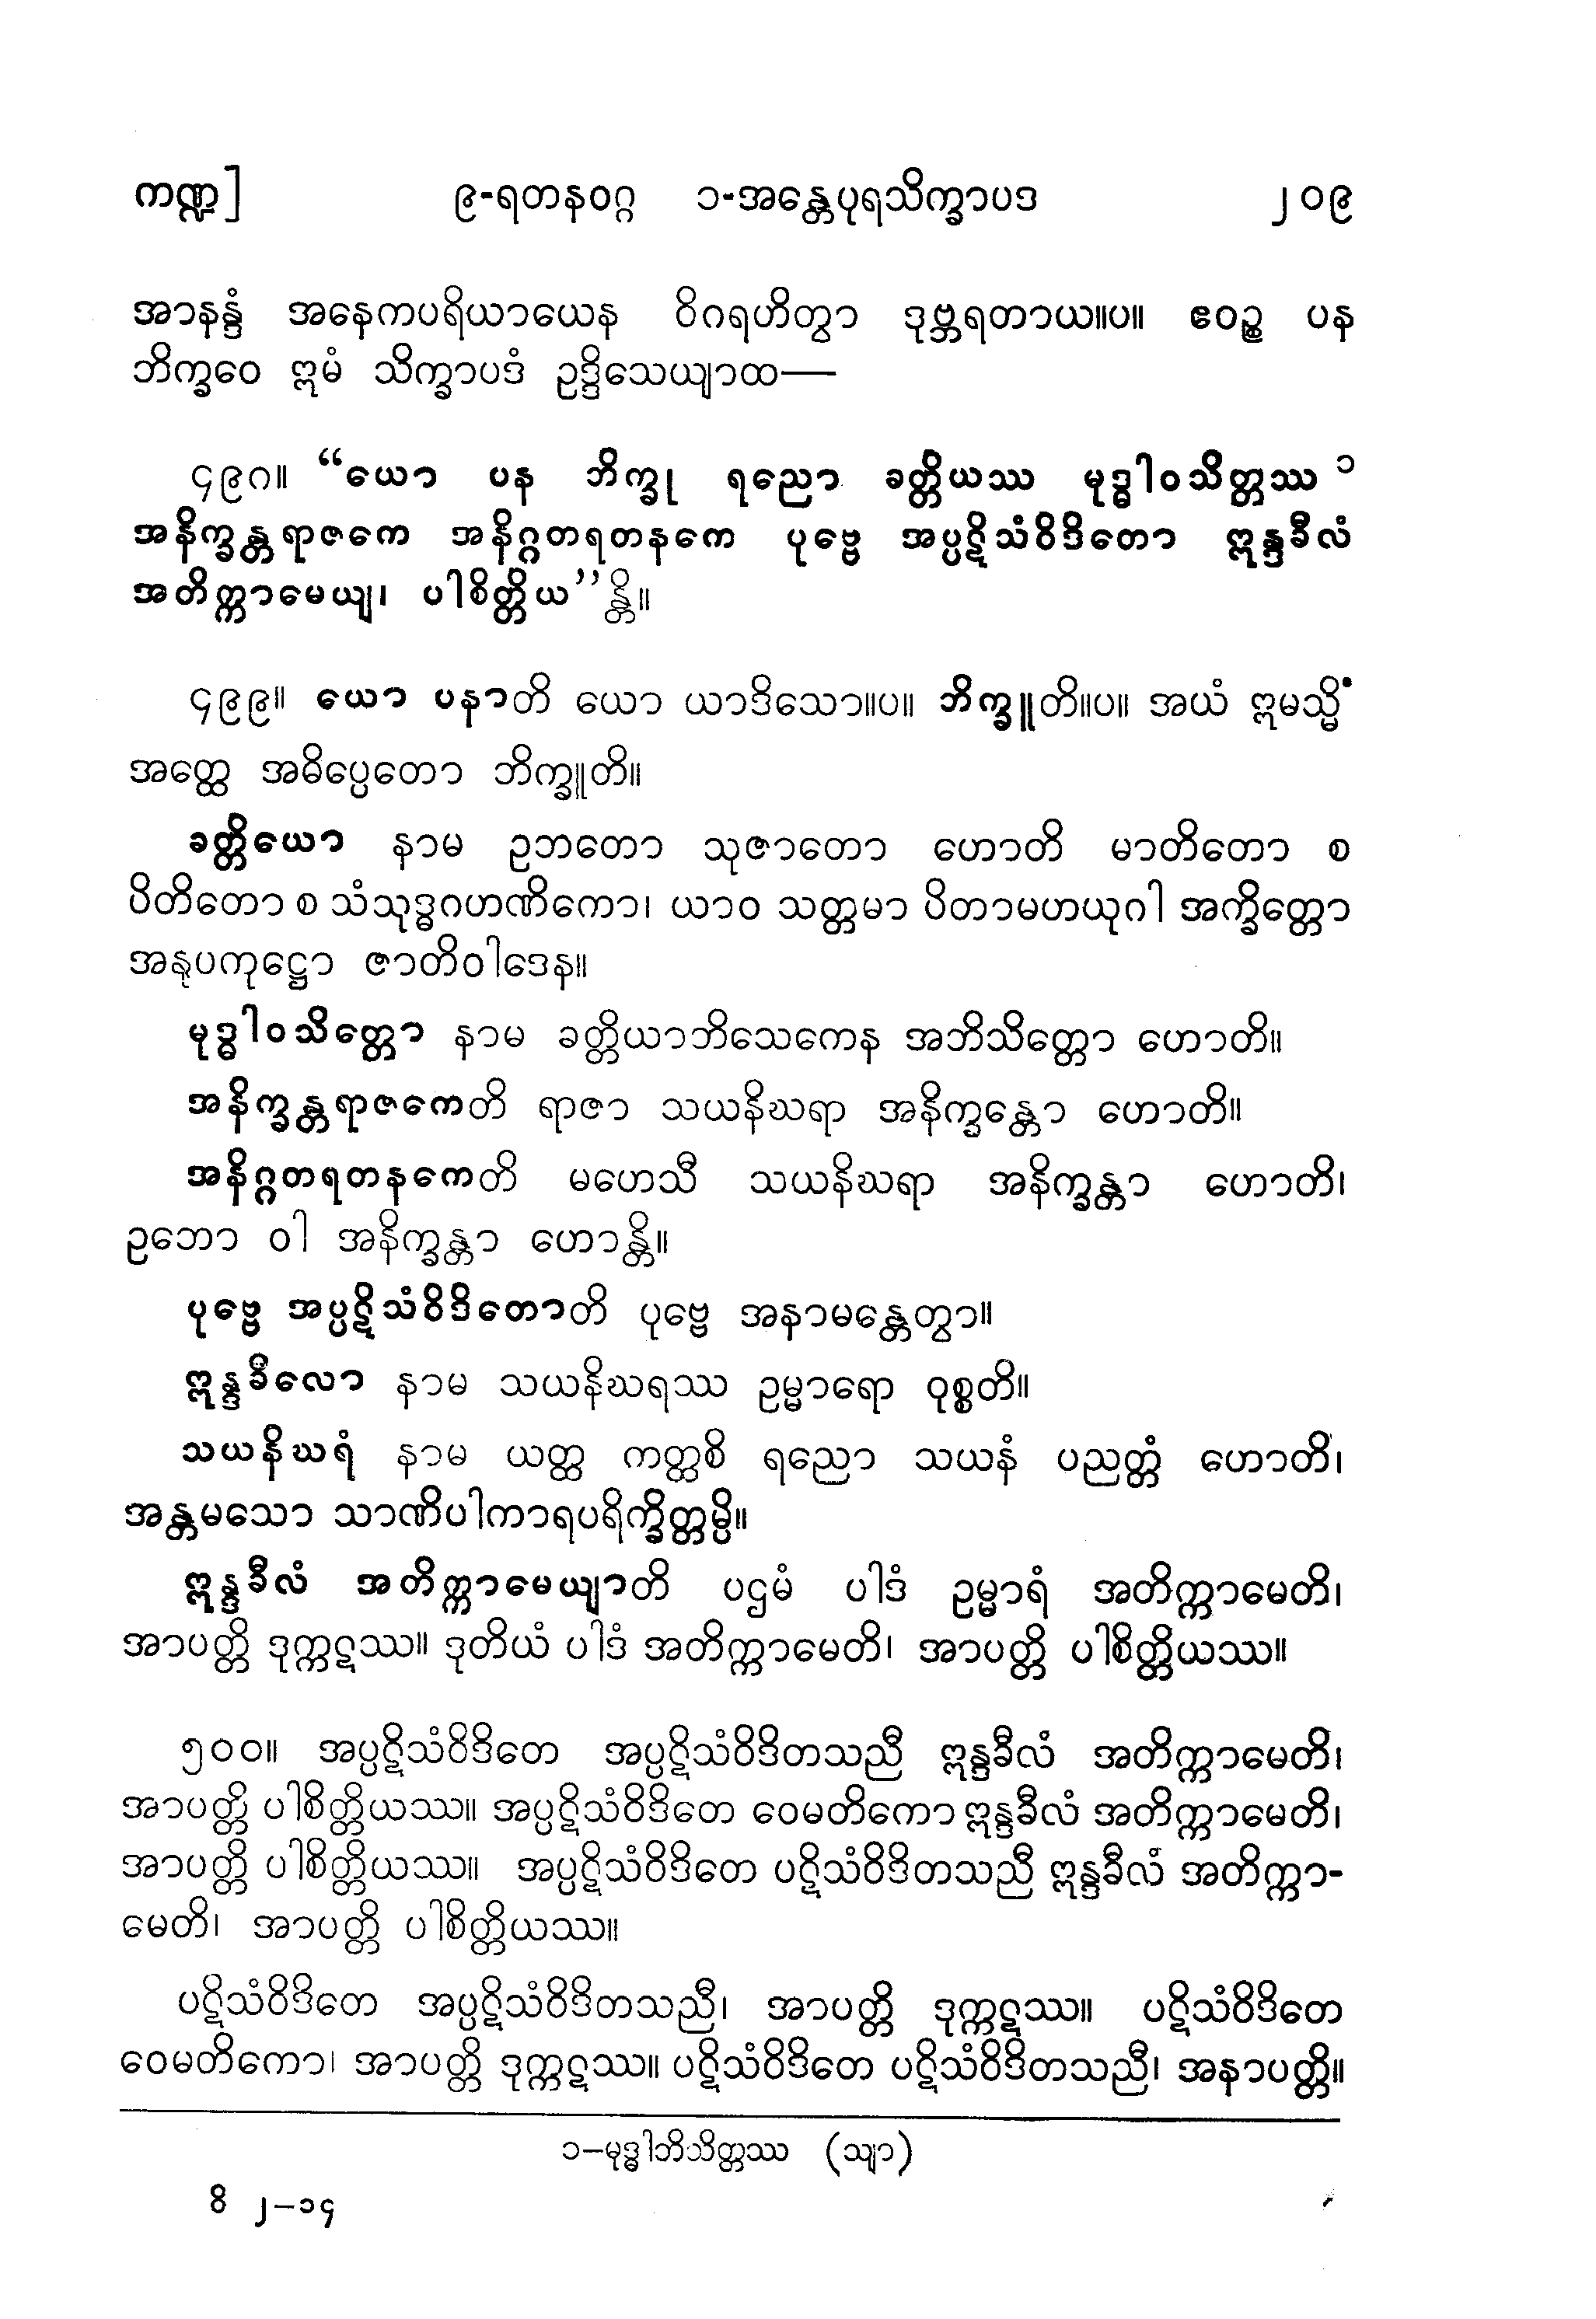 ကဏ္ဍ] ၉-ရတနဝဂ္ဂ ၁-အန္တေပုရသိက္ခာပဒ ၂၀၉
အာနန္ဒံ အနေကပရိယာယေန ဝိဂရဟိတွာ ဒုဗ္ဘရတာယ။ပ။ ဧဝဉ္စ ပန
ဘိက္ခဝေ ဣမံ သိက္ခာပဒံ ဥဒ္ဒိသေယျာထ—
၄၉၈။ “ယော ပန ဘိက္ခု ရညော ခတ္တိယဿ မုဒ္ဓါဝသိတ္တဿ ၁
အနိက္ခန္တရာဇကေ အနိဂ္ဂတရတနကေ ပုဗ္ဗေ အပ္ပဋိသံဝိဒိတော ဣန္ဒခီလံ
အတိက္ကာမေယျ၊ ပါစိတ္တိယ”န္တိ။
၄၉၉။ ယော ပနာတိ ယော ယာဒိသော။ပ။ ဘိက္ခူတိ။ပ။ အယံ ဣမသ္မိံ
အတ္ထေ အဓိပ္ပေတော ဘိက္ခူတိ။
ခတ္တိယော နာမ ဥဘတော သုဇာတော ဟောတိ မာတိတော စ
ပိတိတော စ သံသုဒ္ဓဂဟဏိကော၊ ယာဝ သတ္တမာ ပိတာမဟယုဂါ အက္ခိတ္တော
အနုပကုဋ္ဌော ဇာတိဝါဒေန။
မုဒ္ဓါဝသိတ္တော နာမ ခတ္တိယာဘိသေကေန အဘိသိတ္တော ဟောတိ။
အနိက္ခန္တရာဇကေတိ ရာဇာ သယနိဃရာ အနိက္ခန္တော ဟောတိ။
အနိဂ္ဂတရတနကေတိ မဟေသီ သယနိဃရာ အနိက္ခန္တာ ဟောတိ၊
ဥဘော ဝါ အနိက္ခန္တာ ဟောန္တိ။
ပုဗ္ဗေ အပ္ပဋိသံဝိဒိတောတိ ပုဗ္ဗေ အနာမန္တေတွာ။
ဣန္ဒခီလော နာမ သယနိဃရဿ ဥမ္မာရော ဝုစ္စတိ။
သယနိဃရံ နာမ ယတ္ထ ကတ္ထစိ ရညော သယနံ ပညတ္တံ ဟောတိ၊
အန္တမသော သာဏိပါကာရပရိက္ခိတ္တမ္ပိ။
ဣန္ဒခီလံ အတိက္ကာမေယျာတိ ပဌမံ ပါဒံ ဥမ္မာရံ အတိက္ကာမေတိ၊
အာပတ္တိ ဒုက္ကဋဿ။ ဒုတိယံ ပါဒံ အတိက္ကာမေတိ၊ အာပတ္တိ ပါစိတ္တိယဿ။
၅၀၀။ အပ္ပဋိသံဝိဒိတေ အပ္ပဋိသံဝိဒိတသညီ ဣန္ဒခီလံ အတိက္ကာမေတိ၊
အာပတ္တိ ပါစိတ္တိယဿ။ အပ္ပဋိသံဝိဒိတေ ဝေမတိကော ဣန္ဒခီလံ အတိက္ကာမေတိ၊
အာပတ္တိ ပါစိတ္တိယဿ။ အပ္ပဋိသံဝိဒိတေ ပဋိသံဝိဒိတသညီ ဣန္ဒခီလံ အတိက္ကာ-
မေတိ၊ အာပတ္တိ ပါစိတ္တိယဿ။
ပဋိသံဝိဒိတေ အပ္ပဋိသံဝိဒိတသညီ၊ အာပတ္တိ ဒုက္ကဋဿ။ ပဋိသံဝိဒိတေ
ဝေမတိကော၊ အာပတ္တိ ဒုက္ကဋဿ။ ပဋိသံဝိဒိတေ ပဋိသံဝိဒိတသညီ၊ အနာပတ္တိ။
၁–မုဒ္ဓါဘိသိတ္တဿ (သျာ)
ဝိ ၂–၁၄